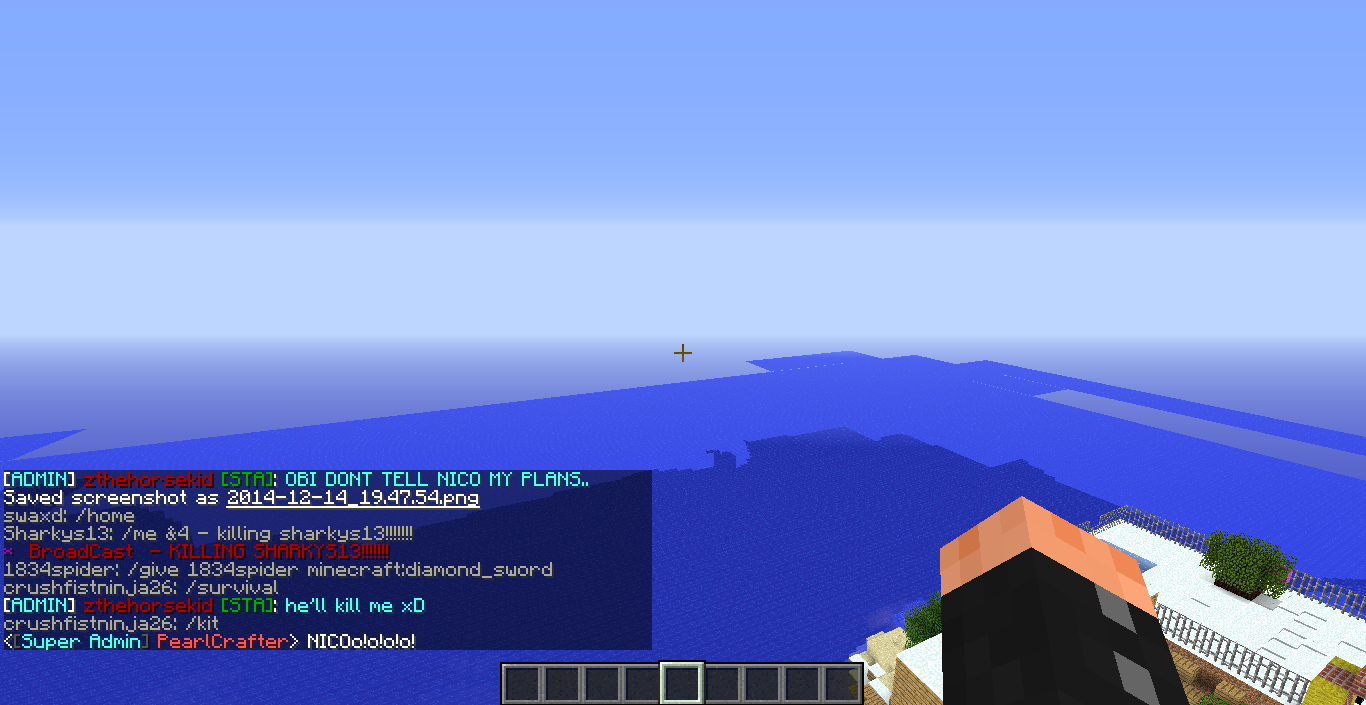 [ADMIN] zthehorsekid [STA]: OBI DONT TELL NICO MY PLANS..
Saved screenshot as 2014-12-14_19.47.54.png
swaxd: /home
Sharkys13: /me &4 - killing sharkys13!!!!!!!
* BroadCast - KILLING SHARKYS13!!!!!!!
1834spider: /give 1834spider minecraft:diamond_sword
crushfistninja26: /survival
[ADMIN] zthehorsekid [STA]: he'll kill me xD
crushfistninja26: /kit
<[Super Admin] PearlCrafter> NICOo!o!o!o!